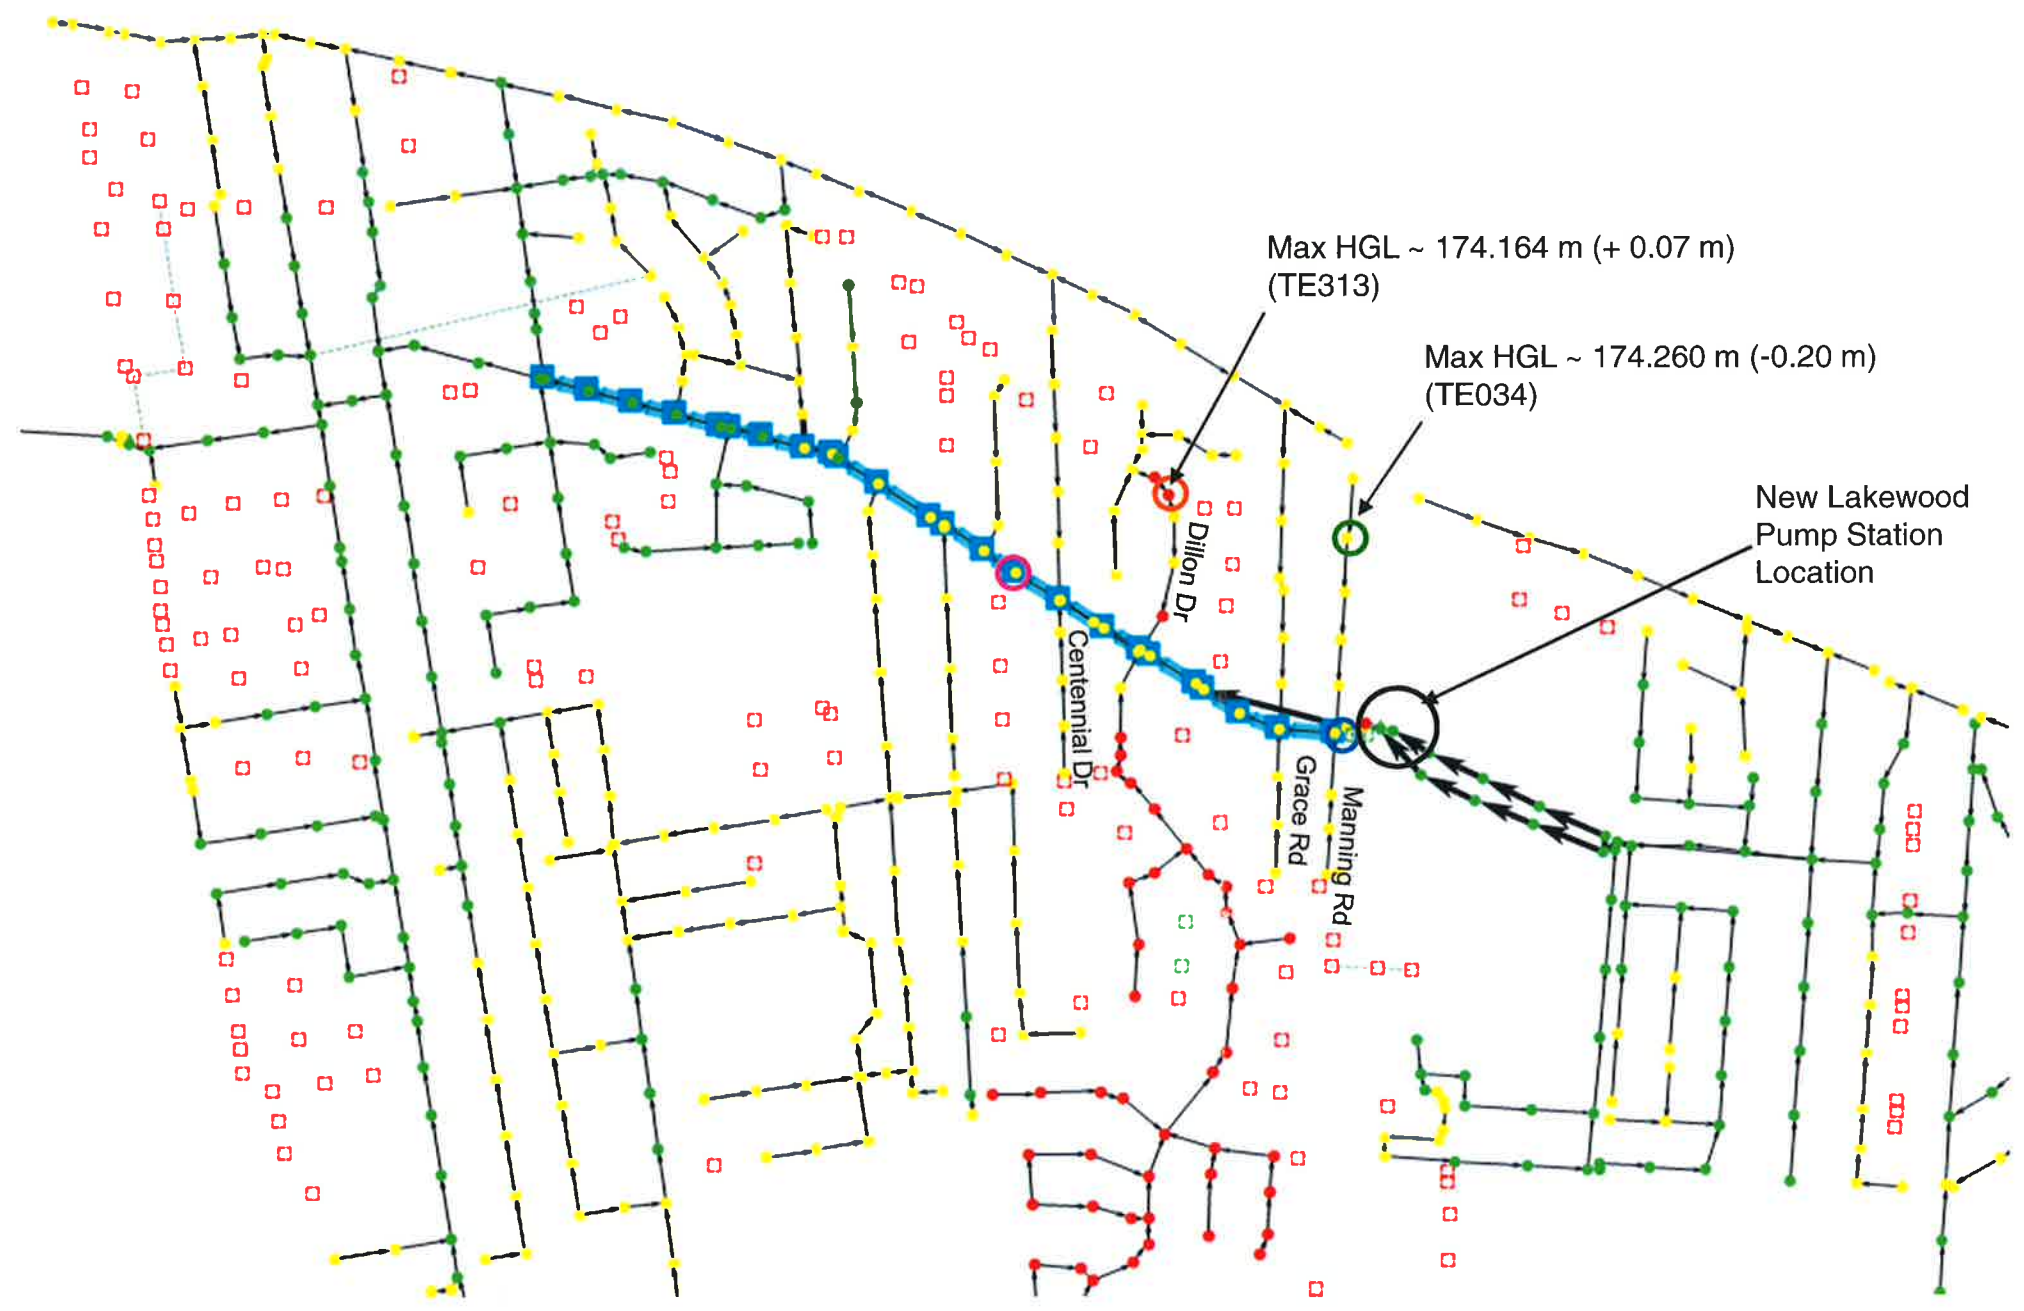 Max HGL ~ 174.164 m (+ 0.07 m)
(TE313)
Max HGL ~ 174.260 m (-0.20 m)
(TE034)
New Lakewood
Pump Station
Location
Dillon Dr
Centennial Dr
Grace Rd
Manning Rd